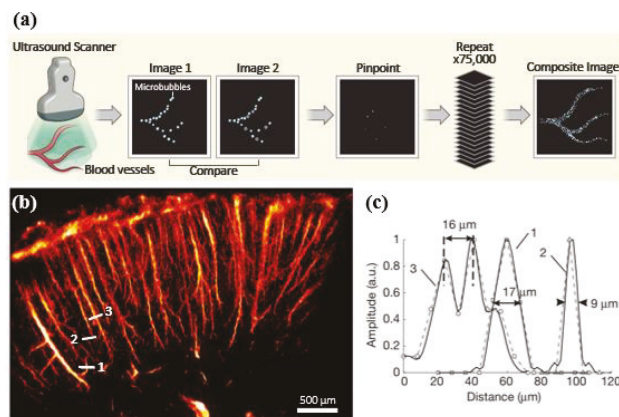 (a)
Ultrasound Scanner
Image 1
Image 2
Pinpoint
Repeat
x75,000
Composite Image
Microbubbles
Blood vessels
Compare
(b)
3
2
1
500 µm
(c)
16 µm
1
2
3
17 µm
9 µm
1
0.8
0.6
0.4
0.2
0
Amplitude (a.u.)
0 20 40 60 80 100 120
Distance (µm)